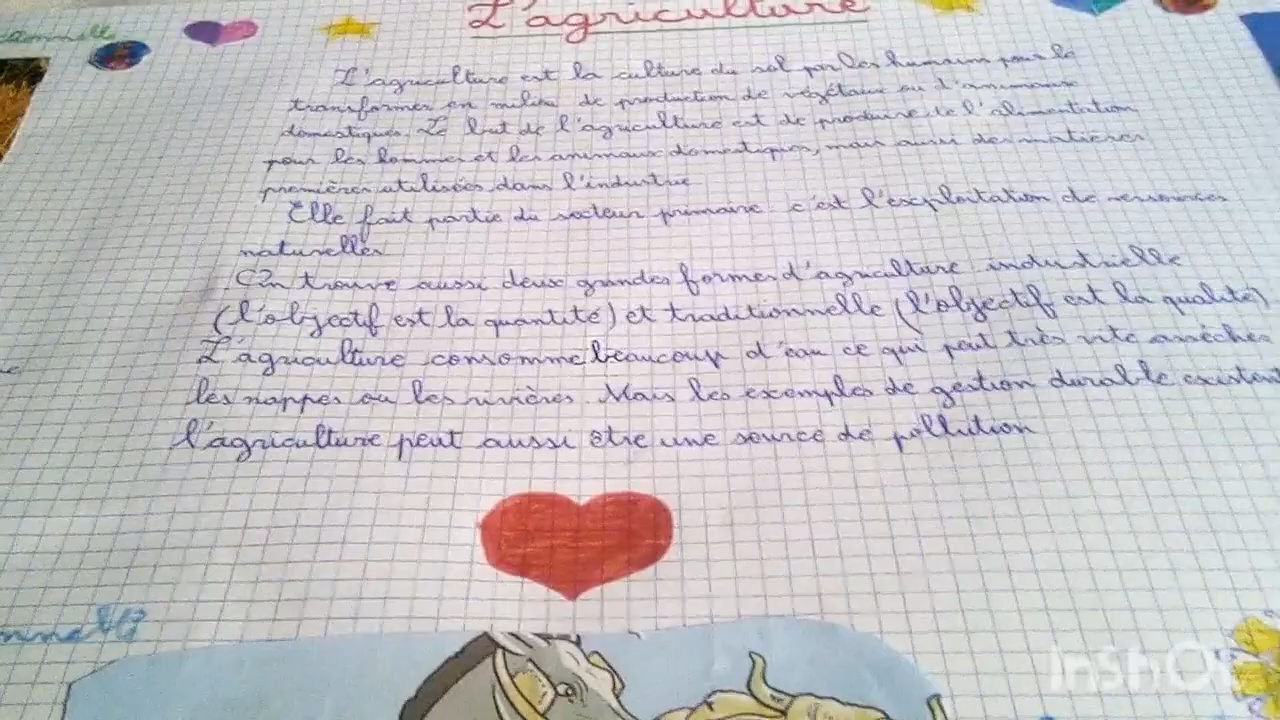 L'agriculture
L'agriculture est la culture du sol par les humains pour la
transformer en milieu de production de végétaux ou d'animaux
domestiques. Le but de l'agriculture est de produire de l'alimentation
pour les hommes et les animaux domestiques, mais aussi des matières
premières utilisées dans l'industrie
Elle fait partie du secteur primaire c'est l'exploitation de ressources
naturelles
On trouve aussi deux grandes formes d'agriculture industrielle
(l'objectif est la quantité) et traditionnelle (l'objectif est la qualité)
L'agriculture consomme beaucoup d'eau ce qui peut très vite assécher
les nappes ou les rivières. Mais les exemples de gestion durable existent
l'agriculture peut aussi être une source de pollution
InShOt